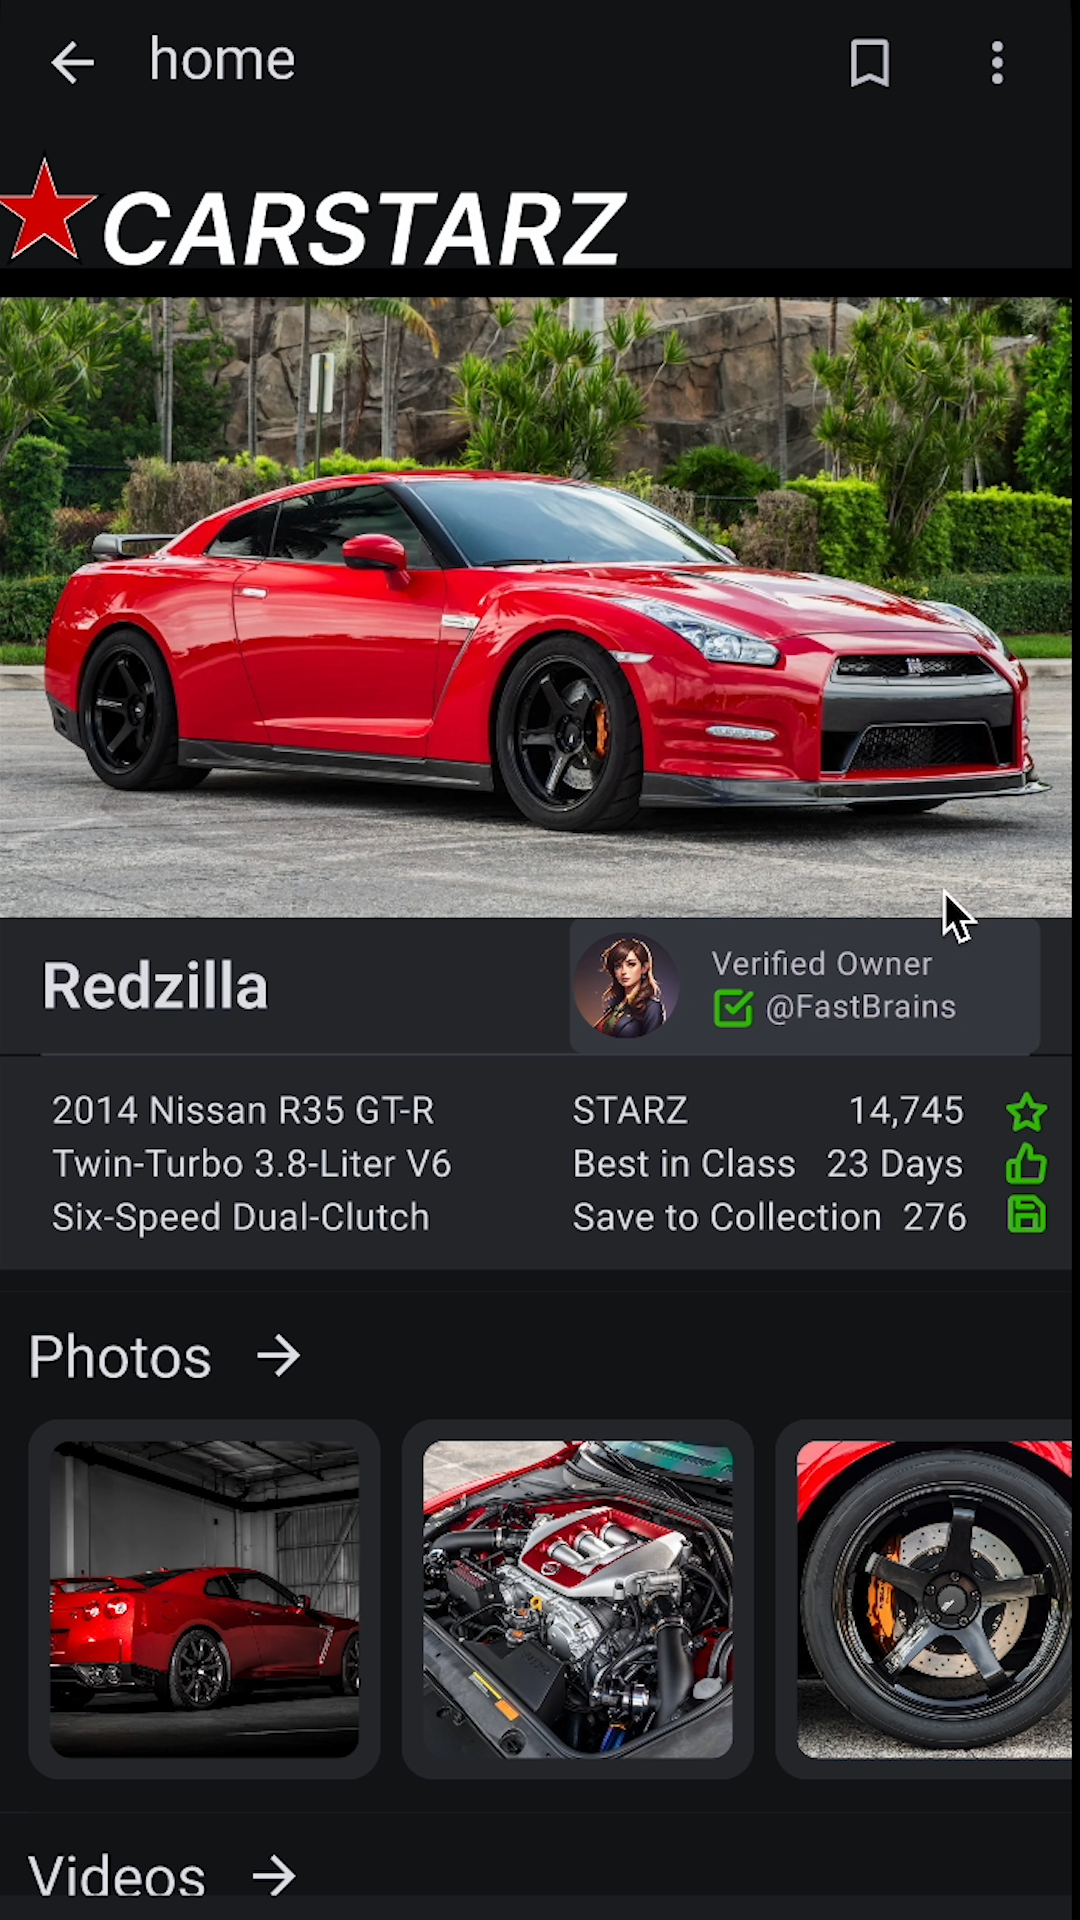 home
CARSTARZ
Redzilla
Verified Owner
@FastBrains
2014 Nissan R35 GT-R
Twin-Turbo 3.8-Liter V6
Six-Speed Dual-Clutch
STARZ 14,745
Best in Class 23 Days
Save to Collection 276
Photos
Videos